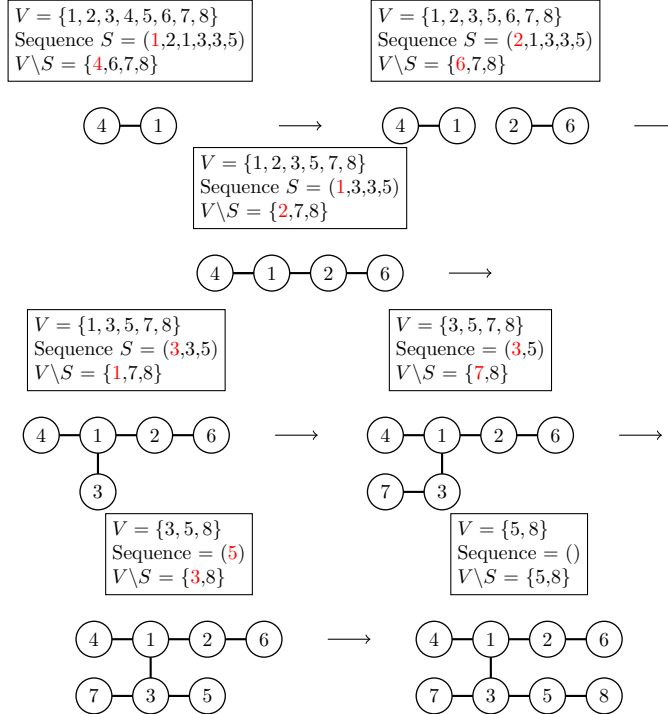 V = {1, 2, 3, 4, 5, 6, 7, 8}
Sequence S = (1,2,1,3,3,5)
V\S = {4,6,7,8}
4 1
V = {1, 2, 3, 5, 6, 7, 8}
Sequence S = (2,1,3,3,5)
V\S = {6,7,8}
4 1 2 6
V = {1, 2, 3, 5, 7, 8}
Sequence S = (1,3,3,5)
V\S = {2,7,8}
4 1 2 6
V = {1, 3, 5, 7, 8}
Sequence S = (3,3,5)
V\S = {1,7,8}
4 1 2 6
3
V = {3, 5, 7, 8}
Sequence = (3,5)
V\S = {7,8}
4 1 2 6
7 3
V = {3, 5, 8}
Sequence = (5)
V\S = {3,8}
4 1 2 6
7 3 5
V = {5, 8}
Sequence = ()
V\S = {5,8}
4 1 2 6
7 3 5 8